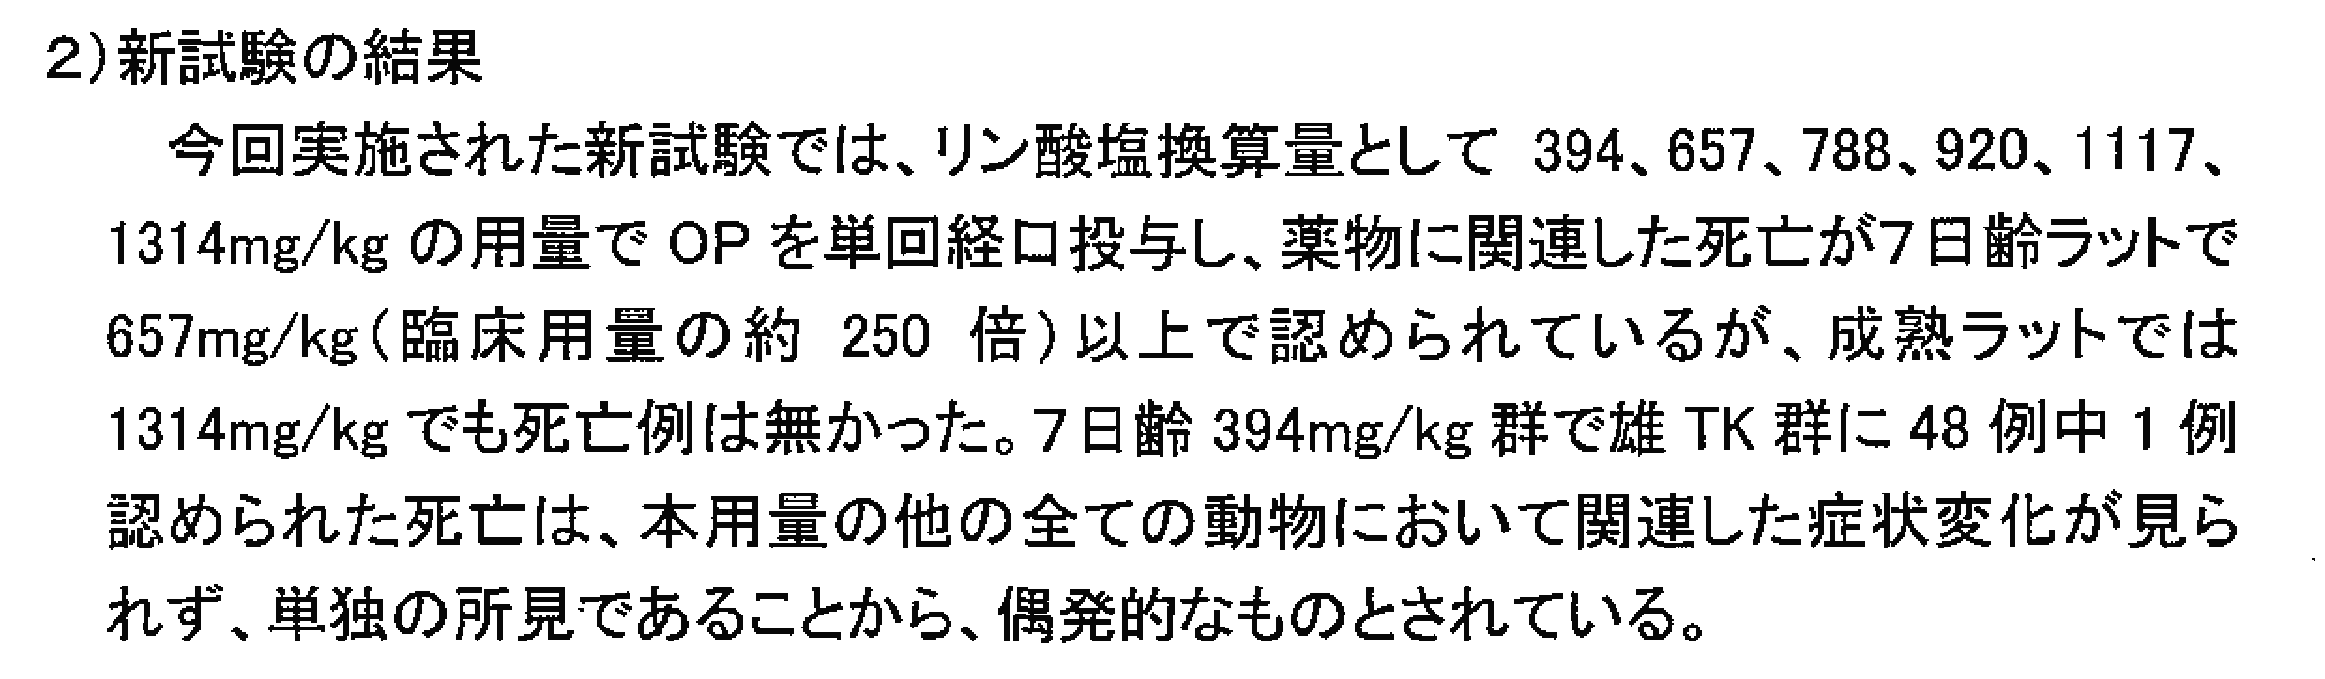 2)新試験の結果
今回実施された新試験では、リン酸塩換算量として 394、657、788、920、1117、
1314mg/kg の用量で OP を単回経口投与し、薬物に関連した死亡が7日齢ラットで
657mg/kg(臨床用量の約 250 倍)以上で認められているが、成熟ラットでは
1314mg/kg でも死亡例は無かった。7日齢 394mg/kg 群で雄 TK 群に 48 例中 1 例
認められた死亡は、本用量の他の全ての動物において関連した症状変化が見ら
れず、単独の所見であることから、偶発的なものとされている。